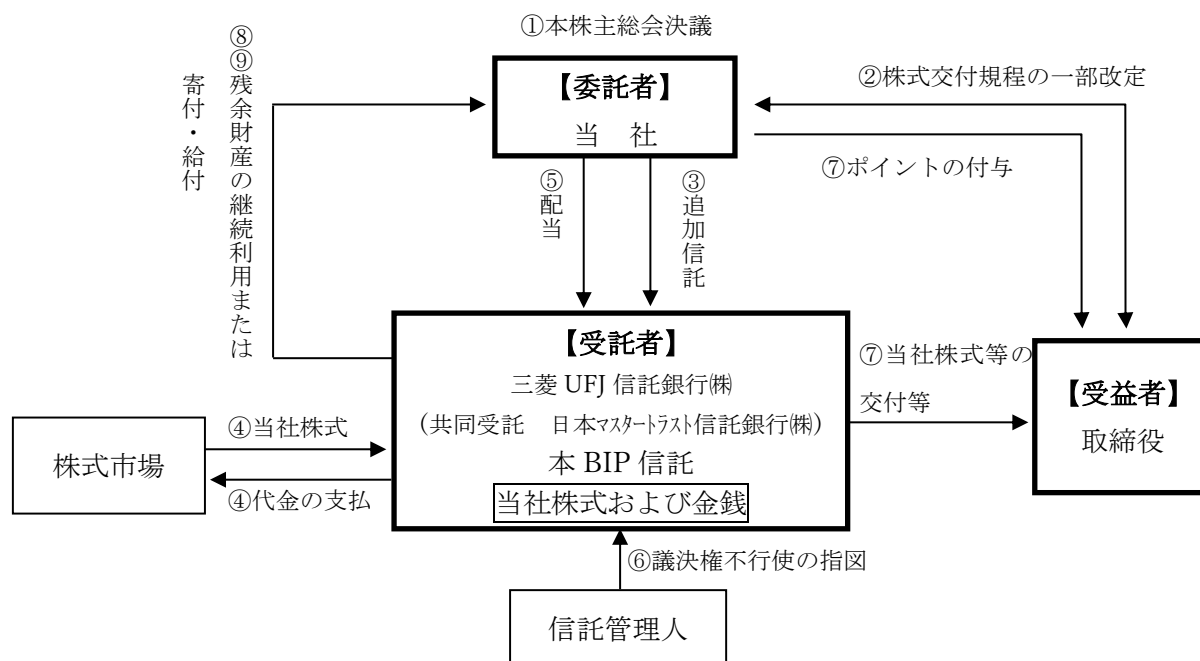 ①本株主総会決議
⑧
⑨残余財産の継続利用または
寄付・給付
【委託者】
当 社
②株式交付規程の一部改定
⑦ポイントの付与
⑤配当
③追加信託
【受託者】
三菱 UFJ 信託銀行㈱
(共同受託 日本ﾏｽﾀｰﾄﾗｽﾄ信託銀行㈱)
本 BIP 信託
当社株式および金銭
⑦当社株式等の
交付等
【受益者】
取締役
株式市場
④当社株式
④代金の支払
⑥議決権不行使の指図
信託管理人